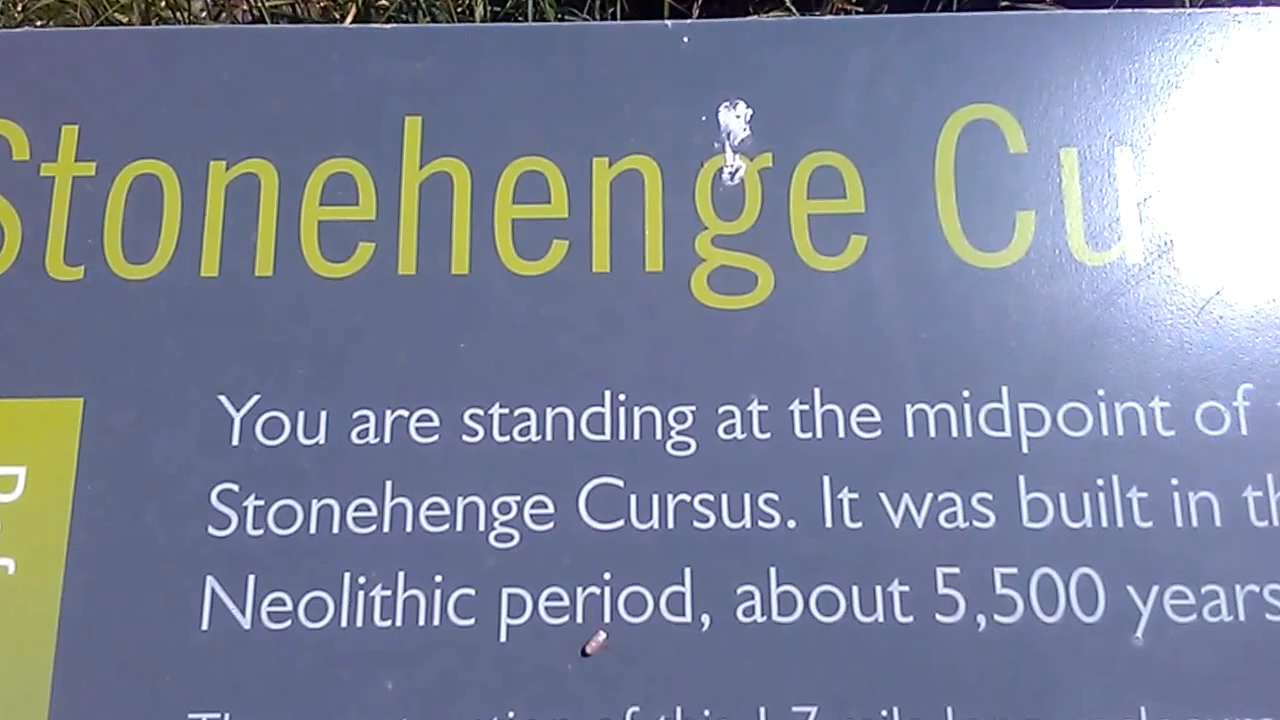 Stonehenge Cu
You are standing at the midpoint of
Stonehenge Cursus. It was built in th
Neolithic period, about 5,500 years